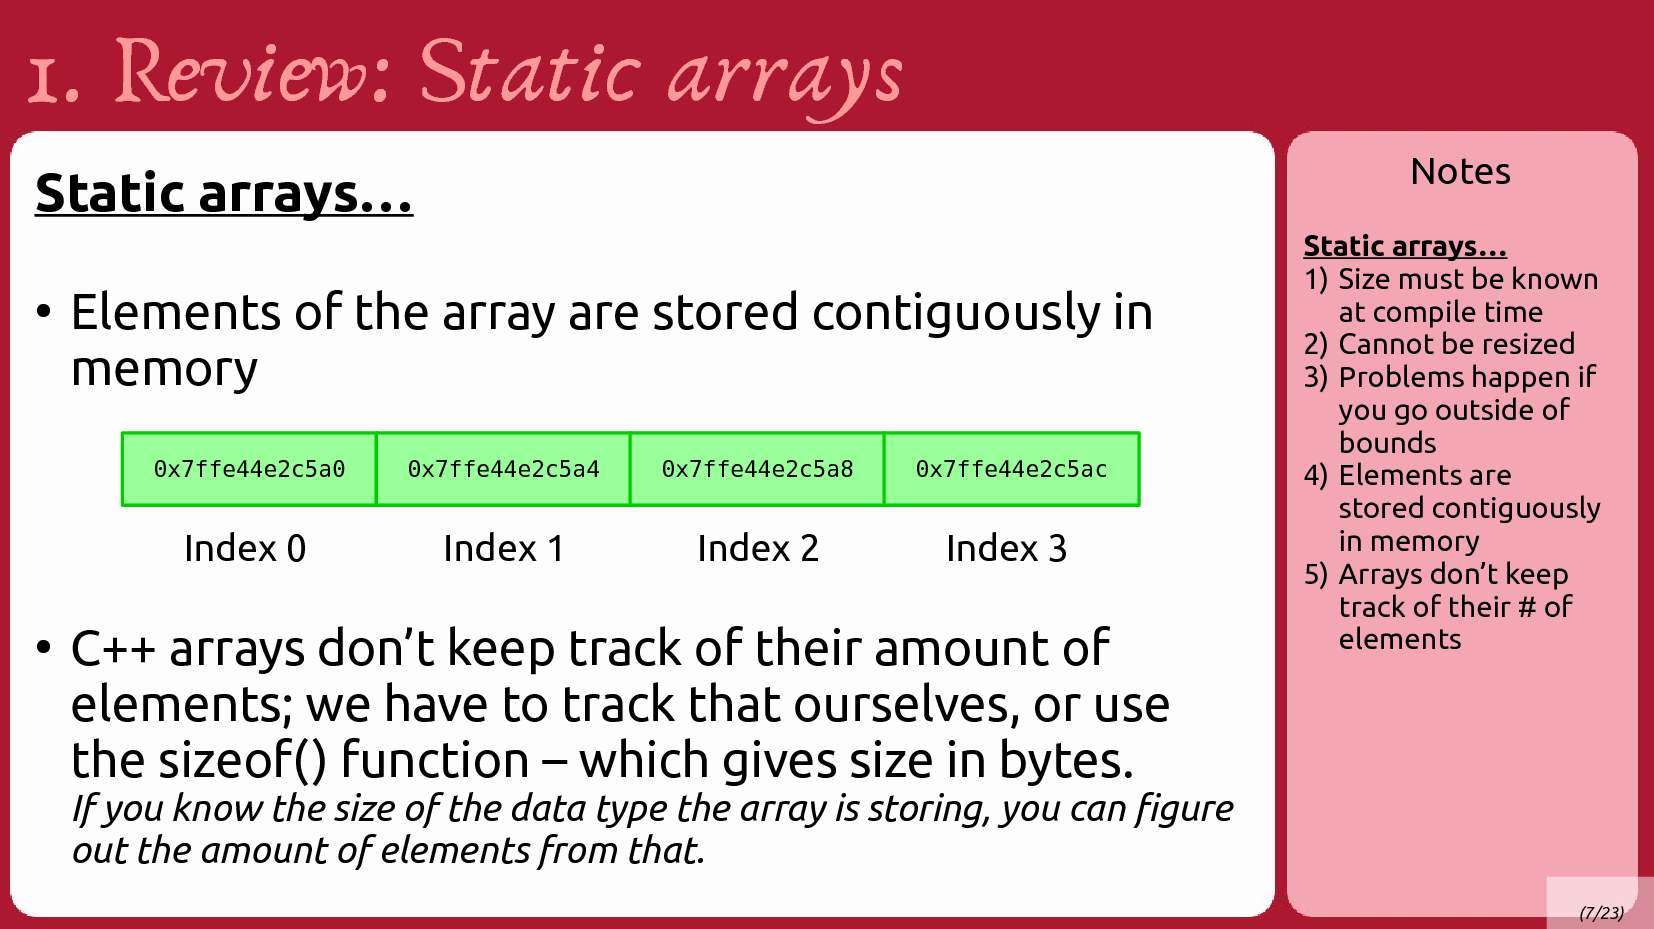 1. Review: Static arrays
Static arrays…
• Elements of the array are stored contiguously in
memory
0x7ffe44e2c5a0 0x7ffe44e2c5a4 0x7ffe44e2c5a8 0x7ffe44e2c5ac
Index 0 Index 1 Index 2 Index 3
• C++ arrays don’t keep track of their amount of
elements; we have to track that ourselves, or use
the sizeof() function – which gives size in bytes.
If you know the size of the data type the array is storing, you can figure
out the amount of elements from that.
Notes
Static arrays…
1) Size must be known
at compile time
2) Cannot be resized
3) Problems happen if
you go outside of
bounds
4) Elements are
stored contiguously
in memory
5) Arrays don’t keep
track of their # of
elements
(7/23)